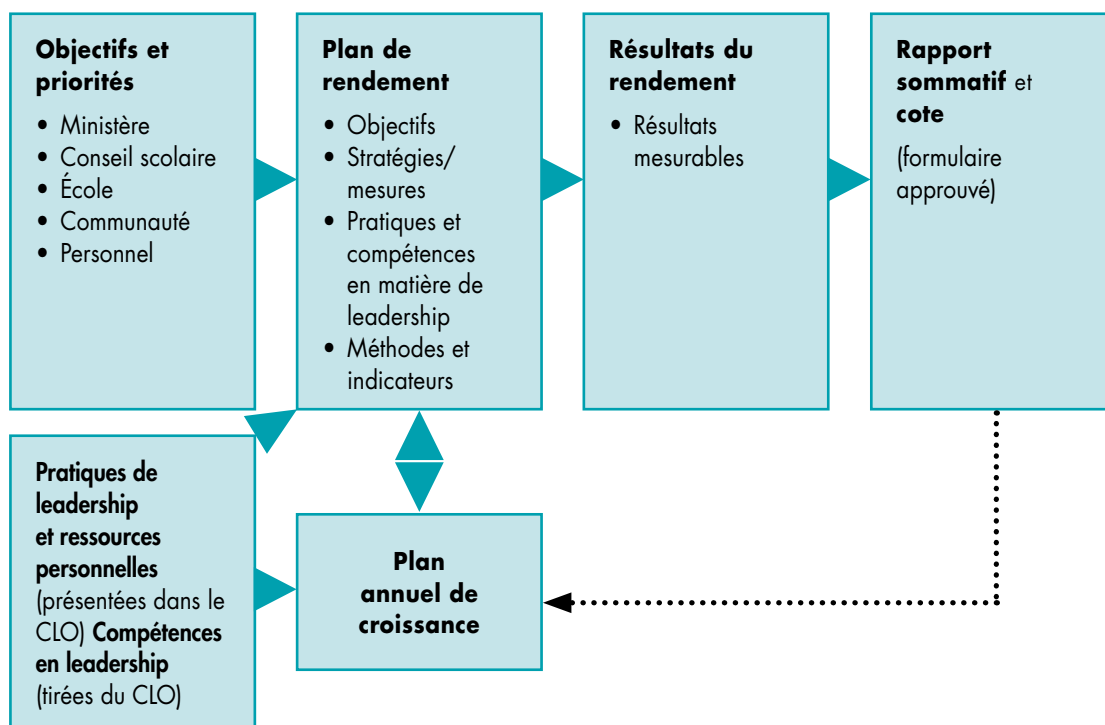 Objectifs et
priorités
• Ministère
• Conseil scolaire
• École
• Communauté
• Personnel
Plan de
rendement
• Objectifs
• Stratégies/
mesures
• Pratiques et
compétences
en matière de
leadership
• Méthodes et
indicateurs
Résultats du
rendement
• Résultats
mesurables
Rapport
sommatif et
cote
(formulaire
approuvé)
Pratiques de
leadership
et ressources
personnelles
(présentées dans le
CLO) Compétences
en leadership
(tirées du CLO)
Plan
annuel de
croissance